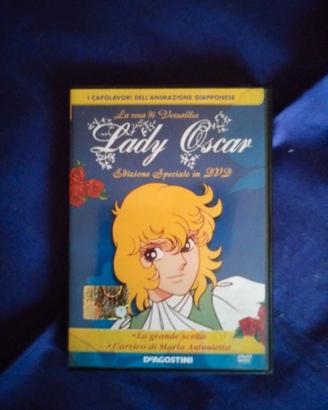 I CAPOLAVORI DELL'ANIMAZIONE GIAPPONESE
La rosa di Versailles
Lady Oscar
Edizione Speciale in DVD
• La grande scelta
• L'arrivo di Maria Antonietta
DEAGOSTINI
DVD